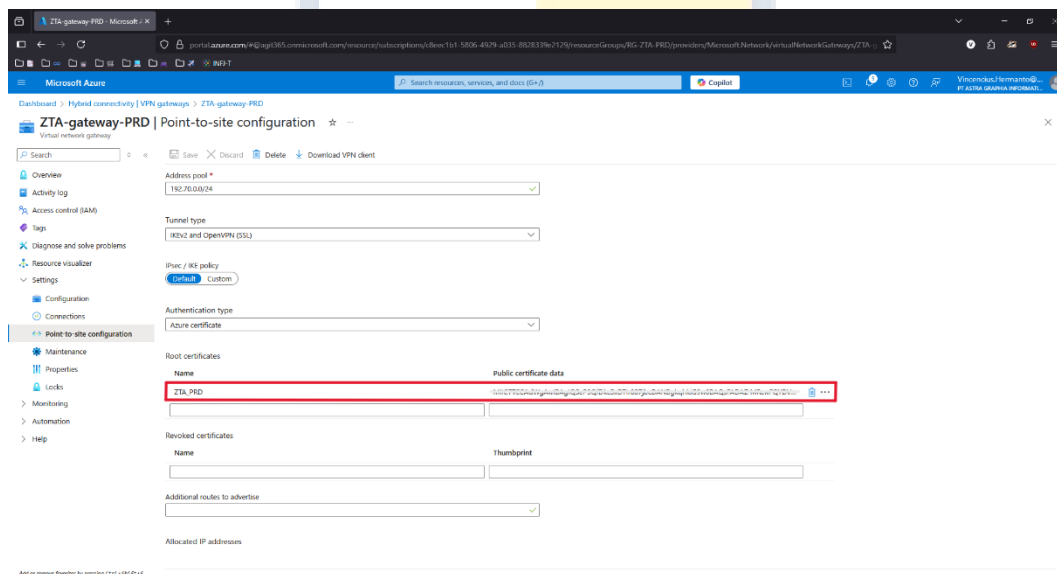 ZTA-gateway-PRD - Microsoft A
portal.azure.com/#@agit365.onmicrosoft.com/resource/subscriptions/c8eec1b1-5806-4929-a035-8828339e2129/resourceGroups/RG-ZTA-PRD/providers/Microsoft.Network/virtualNetworkGateways/ZTA-g
Microsoft Azure
Search resources, services, and docs (G+/)
Copilot
Vincencius.Hermanto@...
PT ASTRA GRAPHIA INFORMATI...
Dashboard > Hybrid connectivity | VPN gateways > ZTA-gateway-PRD
ZTA-gateway-PRD | Point-to-site configuration
Virtual network gateway
Search
Save Discard Delete Download VPN client
Overview
Activity log
Access control (IAM)
Tags
Diagnose and solve problems
Resource visualizer
Settings
Configuration
Connections
Point-to-site configuration
Maintenance
Properties
Locks
Monitoring
Automation
Help
Address pool *
192.70.0.0/24
Tunnel type
IKEv2 and OpenVPN (SSL)
IPsec / IKE policy
Default Custom
Authentication type
Azure certificate
Root certificates
Name Public certificate data
ZTA_PRD
Revoked certificates
Name Thumbprint
Additional routes to advertise
Allocated IP addresses